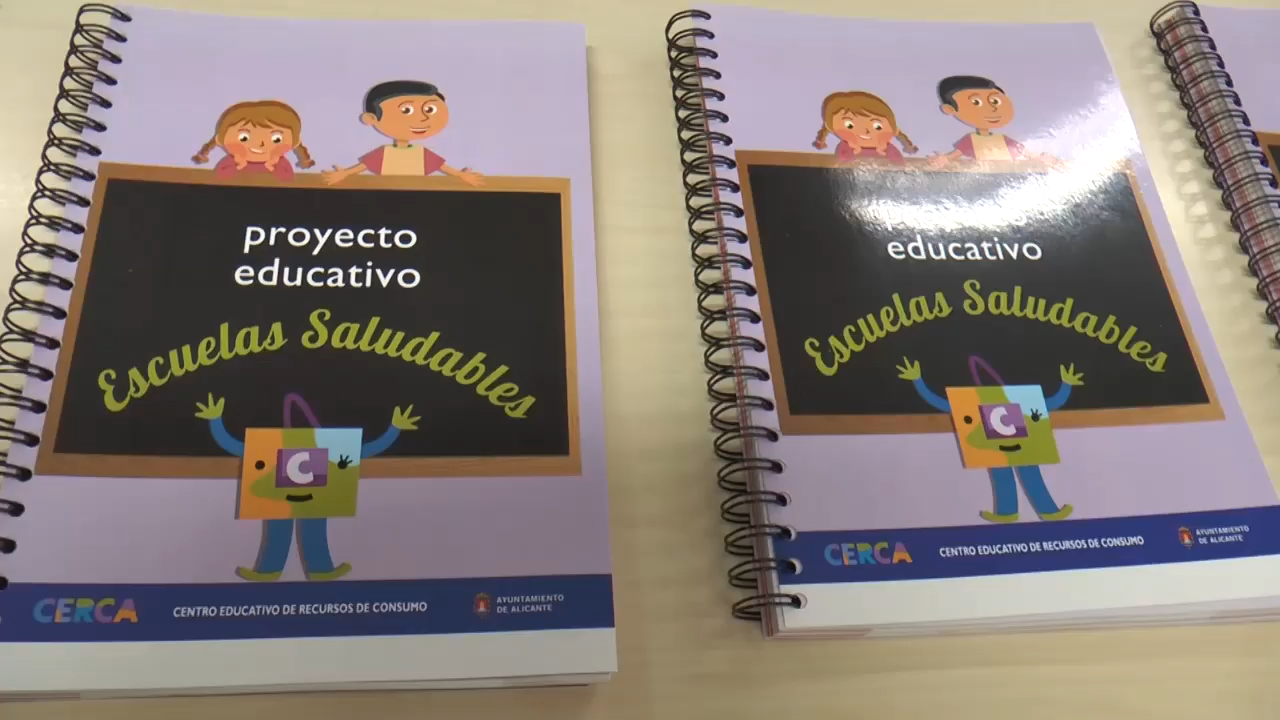 proyecto
educativo
Escuelas Saludables
C
CERCA
CENTRO EDUCATIVO DE RECURSOS DE CONSUMO
AYUNTAMIENTO
DE ALICANTE
educativo
Escuelas Saludables
C
CERCA
CENTRO EDUCATIVO DE RECURSOS DE CONSUMO
AYUNTAMIENTO
DE ALICANTE